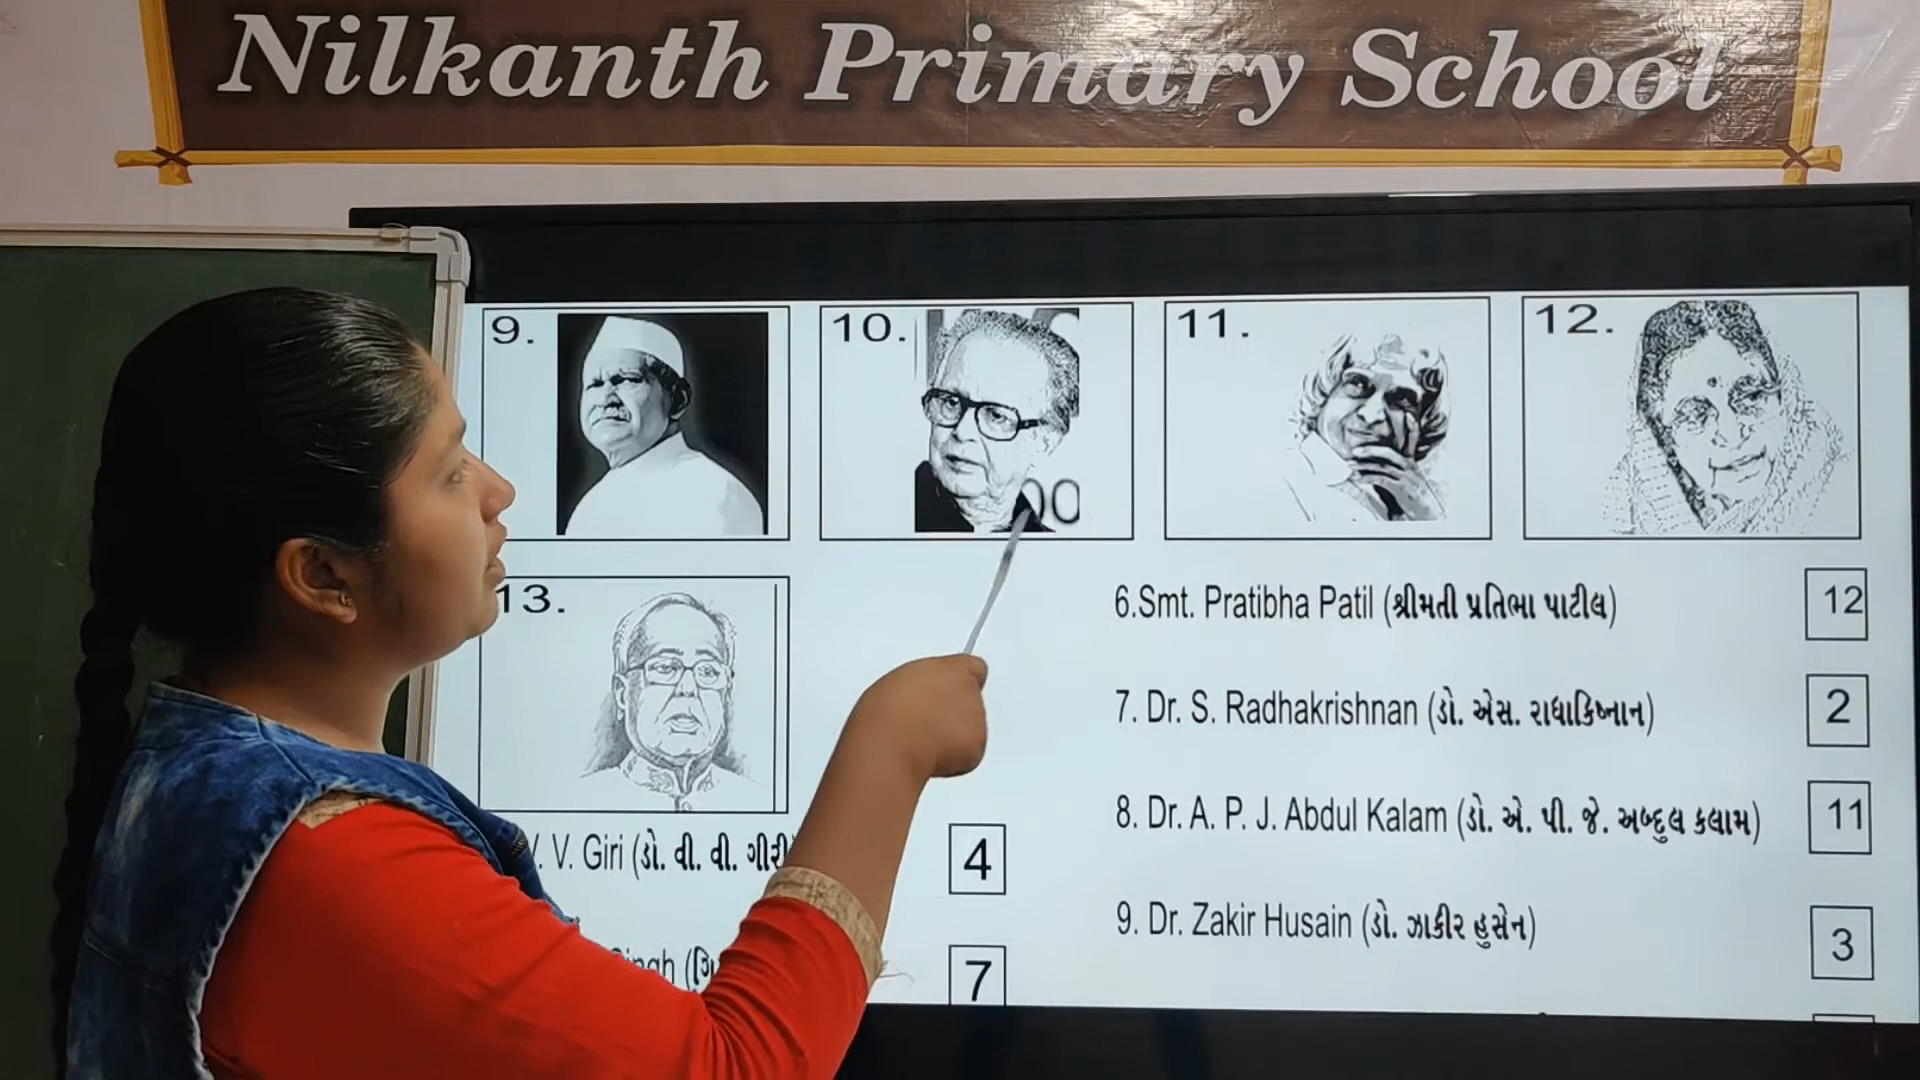 Nilkanth Primary School
9.
10.
11.
12.
00
13.
6.Smt. Pratibha Patil (શ્રીમતી પ્રતિભા પાટીલ)
12
7. Dr. S. Radhakrishnan (ડો. એસ. રાધાક્રિષ્નાન)
2
8. Dr. A. P. J. Abdul Kalam (ડો. એ. પી. જે. અબ્દુલ કલામ)
11
9. Dr. Zakir Husain (ડો. ઝાકીર હુસેન)
3
V. Giri (ડો. વી. વી. ગીરી
4
7